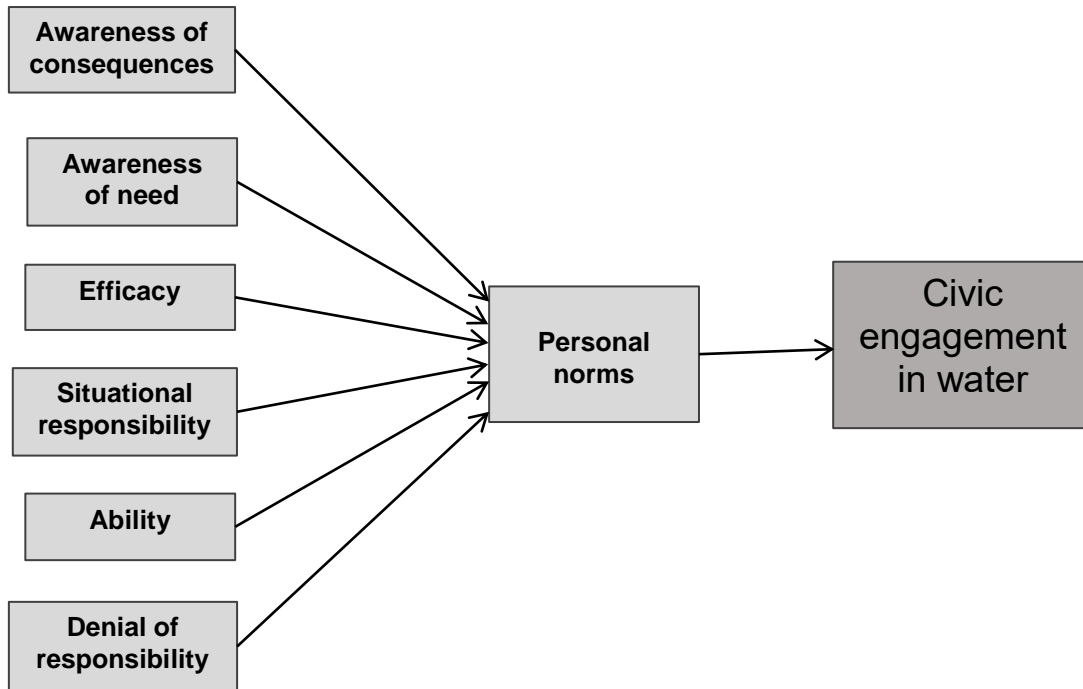 Awareness of
consequences
Awareness
of need
Efficacy
Situational
responsibility
Ability
Denial of
responsibility
Personal
norms
Civic
engagement
in water